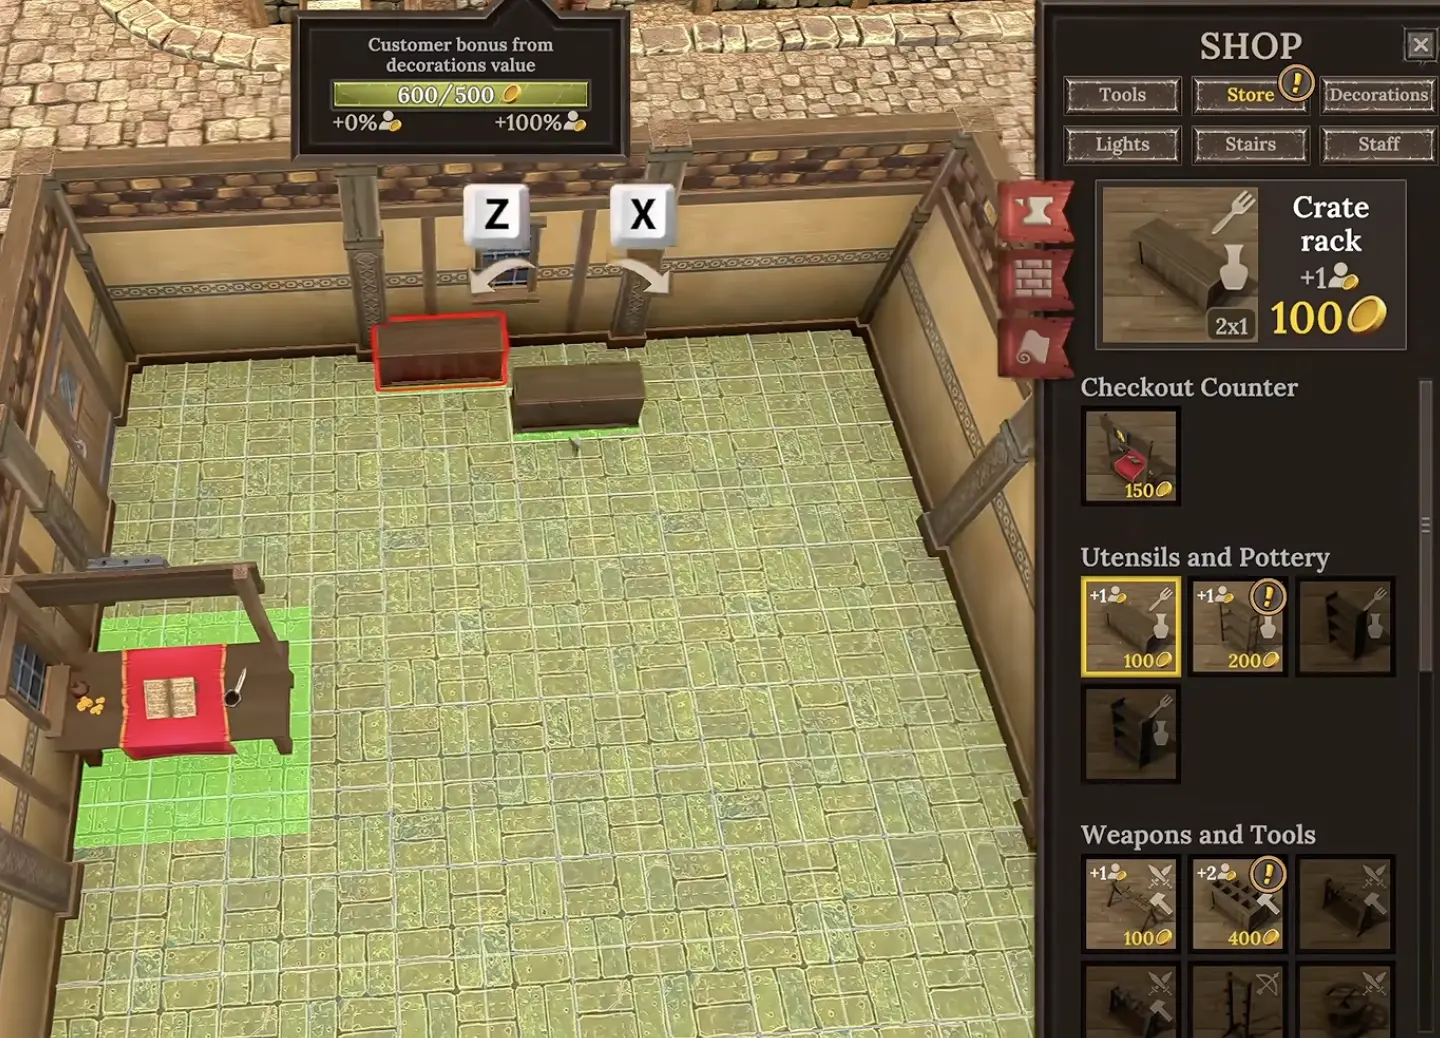 Customer bonus from
decorations value
600/500
+0%
+100%
Z
X
SHOP
Tools
Store
!
Decorations
Lights
Stairs
Staff
Crate
rack
+1
100
2x1
Checkout Counter
150
Utensils and Pottery
+1
100
+1
!
200
Weapons and Tools
+1
100
+2
!
400